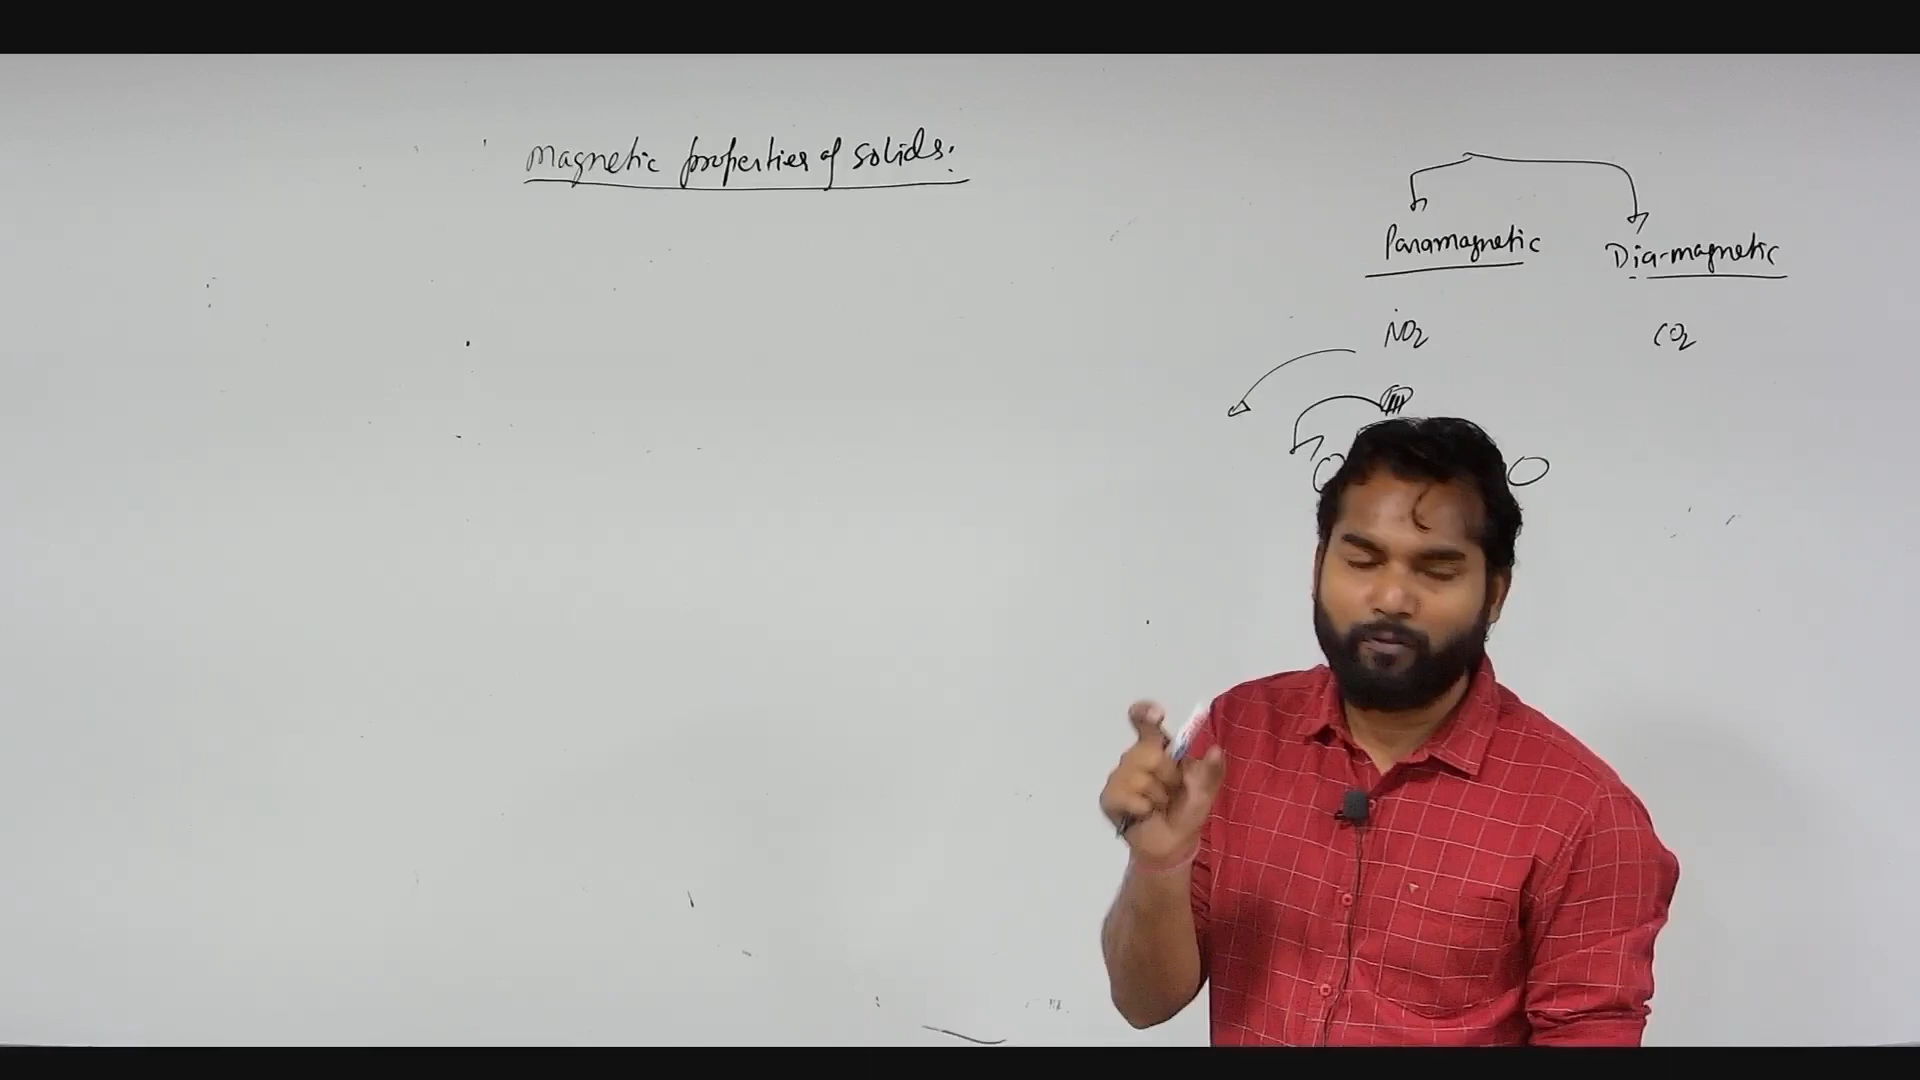 Magnetic properties of solids:
Paramagnetic
Dia-magnetic
NO2
CO2